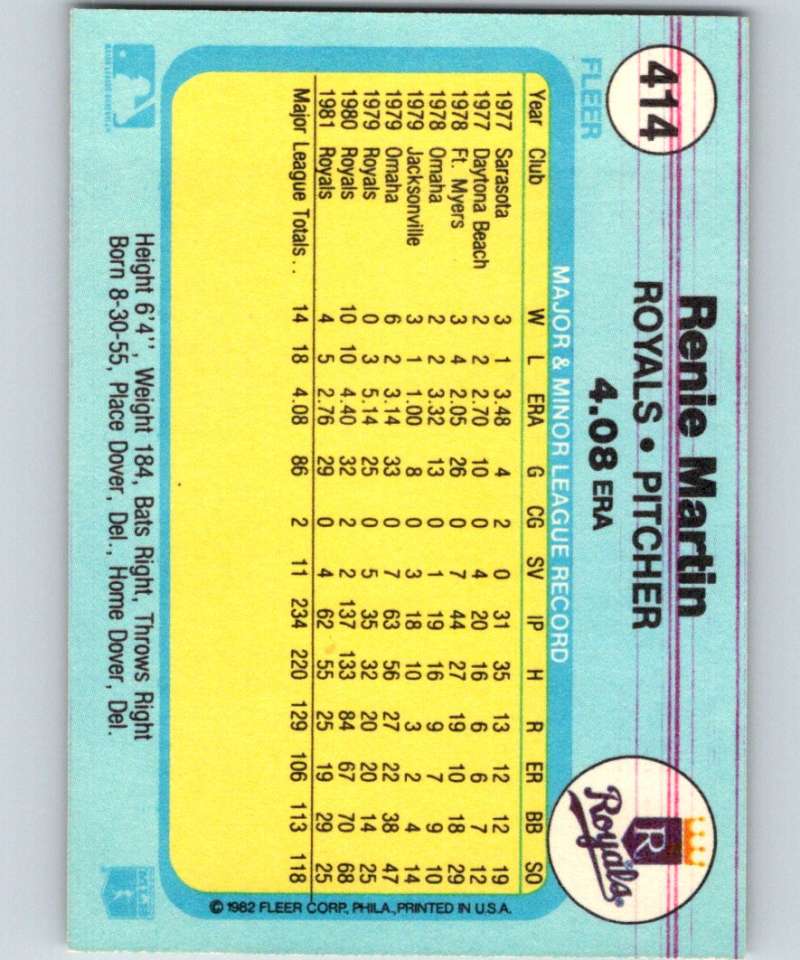 414
FLEER
Renie Martin
ROYALS • PITCHER
4.08 ERA
R
Royals
MAJOR & MINOR LEAGUE RECORD
Year Club W L ERA G CG SV IP H R ER BB SO
1977 Sarasota 3 1 3.48 4 2 0 31 35 13 12 12 19
1977 Daytona Beach 2 2 2.70 10 0 4 20 16 6 6 7 12
1978 Ft. Myers 3 4 2.05 26 0 7 44 27 19 10 18 29
1978 Omaha 2 2 3.32 13 0 1 19 16 9 7 9 10
1979 Jacksonville 3 1 1.00 8 0 3 18 10 3 2 4 14
1979 Omaha 6 2 3.14 33 0 7 63 56 27 22 38 47
1979 Royals 0 3 5.14 25 0 5 35 32 20 20 14 25
1980 Royals 10 10 4.40 32 2 2 137 133 84 67 70 68
1981 Royals 4 5 2.76 29 0 4 62 55 25 19 29 25
Major League Totals . . 14 18 4.08 86 2 11 234 220 129 106 113 118
© 1982 FLEER CORP., PHILA., PRINTED IN U.S.A.
Height 6'4", Weight 184, Bats Right, Throws Right
Born 8-30-55, Place Dover, Del., Home Dover, Del.